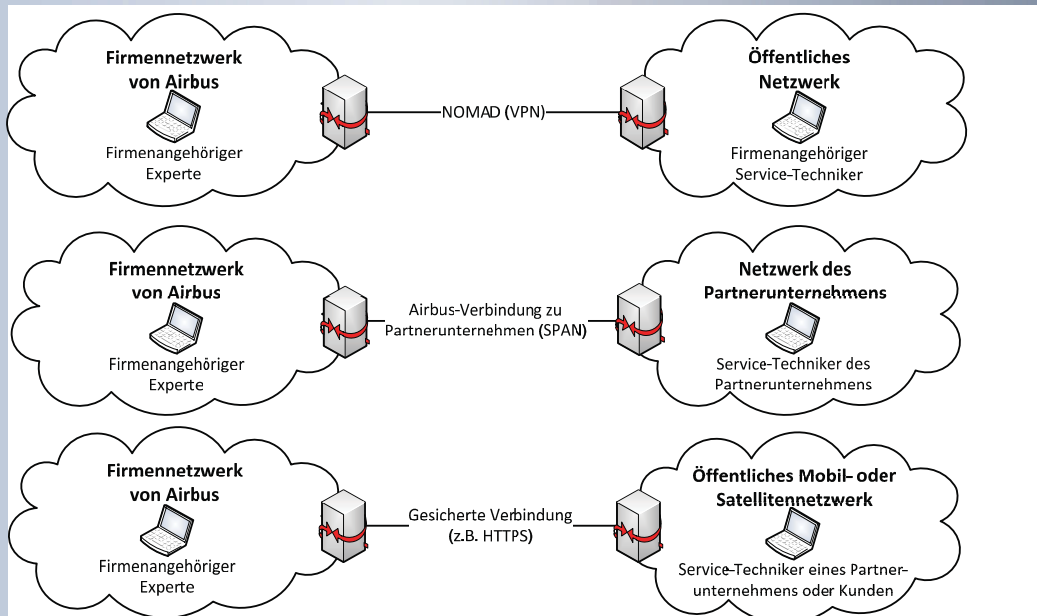 Firmennetzwerk
von Airbus
Firmenangehöriger
Experte
NOMAD (VPN)
Öffentliches
Netzwerk
Firmenangehöriger
Service-Techniker
Firmennetzwerk
von Airbus
Firmenangehöriger
Experte
Airbus-Verbindung zu
Partnerunternehmen (SPAN)
Netzwerk des
Partnerunternehmens
Service-Techniker des
Partnerunternehmens
Firmennetzwerk
von Airbus
Firmenangehöriger
Experte
Gesicherte Verbindung
(z.B. HTTPS)
Öffentliches Mobil- oder
Satellitennetzwerk
Service-Techniker eines Partner-
unternehmens oder Kunden